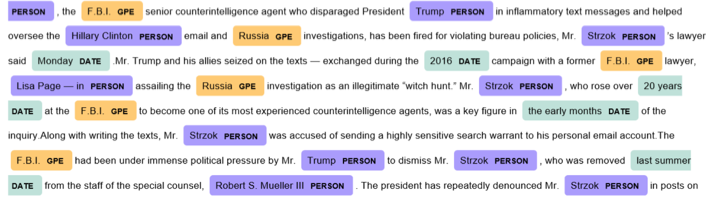 PERSON , the F.B.I. GPE senior counterintelligence agent who disparaged President Trump PERSON in inflammatory text messages and helped
oversee the Hillary Clinton PERSON email and Russia GPE investigations, has been fired for violating bureau policies, Mr. Strzok PERSON 's lawyer
said Monday DATE .Mr. Trump and his allies seized on the texts — exchanged during the 2016 DATE campaign with a former F.B.I. GPE lawyer,
Lisa Page — in PERSON assailing the Russia GPE investigation as an illegitimate “witch hunt.” Mr. Strzok PERSON , who rose over 20 years
DATE at the F.B.I. GPE to become one of its most experienced counterintelligence agents, was a key figure in the early months DATE of the
inquiry.Along with writing the texts, Mr. Strzok PERSON was accused of sending a highly sensitive search warrant to his personal email account.The
F.B.I. GPE had been under immense political pressure by Mr. Trump PERSON to dismiss Mr. Strzok PERSON , who was removed last summer
DATE from the staff of the special counsel, Robert S. Mueller III PERSON . The president has repeatedly denounced Mr. Strzok PERSON in posts on